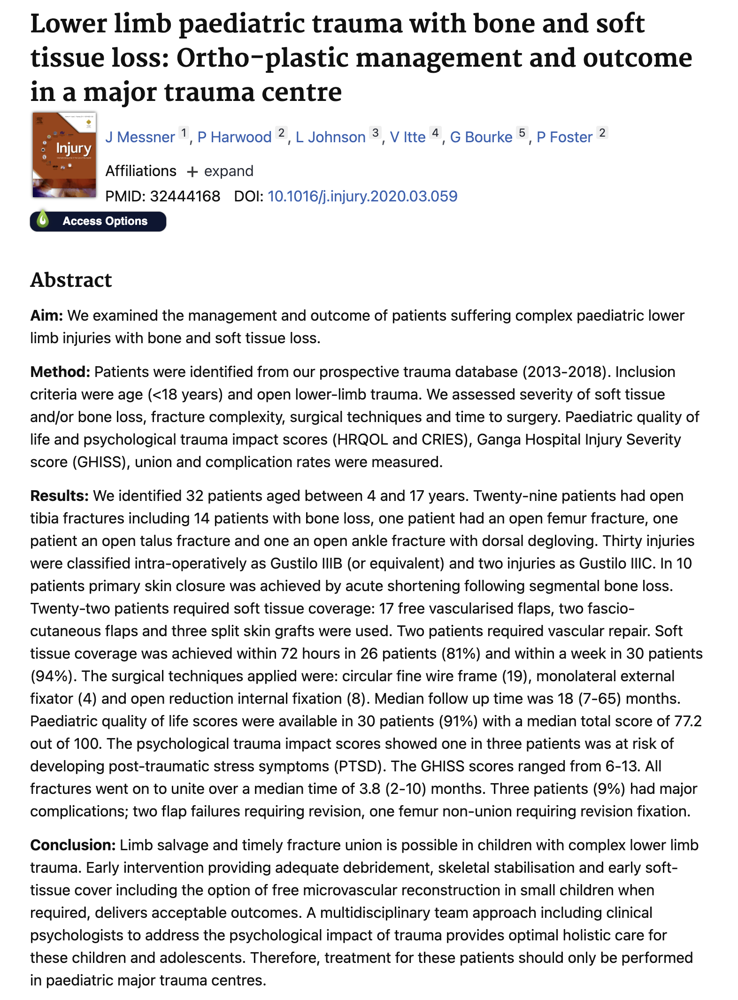 Lower limb paediatric trauma with bone and soft
tissue loss: Ortho-plastic management and outcome
in a major trauma centre
Injury
J Messner 1, P Harwood 2, L Johnson 3, V Itte 4, G Bourke 5, P Foster 2
Affiliations + expand
PMID: 32444168 DOI: 10.1016/j.injury.2020.03.059
Access Options
Abstract
Aim: We examined the management and outcome of patients suffering complex paediatric lower
limb injuries with bone and soft tissue loss.
Method: Patients were identified from our prospective trauma database (2013-2018). Inclusion
criteria were age (<18 years) and open lower-limb trauma. We assessed severity of soft tissue
and/or bone loss, fracture complexity, surgical techniques and time to surgery. Paediatric quality of
life and psychological trauma impact scores (HRQOL and CRIES), Ganga Hospital Injury Severity
score (GHISS), union and complication rates were measured.
Results: We identified 32 patients aged between 4 and 17 years. Twenty-nine patients had open
tibia fractures including 14 patients with bone loss, one patient had an open femur fracture, one
patient an open talus fracture and one an open ankle fracture with dorsal degloving. Thirty injuries
were classified intra-operatively as Gustilo IIIB (or equivalent) and two injuries as Gustilo IIIC. In 10
patients primary skin closure was achieved by acute shortening following segmental bone loss.
Twenty-two patients required soft tissue coverage: 17 free vascularised flaps, two fascio-
cutaneous flaps and three split skin grafts were used. Two patients required vascular repair. Soft
tissue coverage was achieved within 72 hours in 26 patients (81%) and within a week in 30 patients
(94%). The surgical techniques applied were: circular fine wire frame (19), monolateral external
fixator (4) and open reduction internal fixation (8). Median follow up time was 18 (7-65) months.
Paediatric quality of life scores were available in 30 patients (91%) with a median total score of 77.2
out of 100. The psychological trauma impact scores showed one in three patients was at risk of
developing post-traumatic stress symptoms (PTSD). The GHISS scores ranged from 6-13. All
fractures went on to unite over a median time of 3.8 (2-10) months. Three patients (9%) had major
complications; two flap failures requiring revision, one femur non-union requiring revision fixation.
Conclusion: Limb salvage and timely fracture union is possible in children with complex lower limb
trauma. Early intervention providing adequate debridement, skeletal stabilisation and early soft-
tissue cover including the option of free microvascular reconstruction in small children when
required, delivers acceptable outcomes. A multidisciplinary team approach including clinical
psychologists to address the psychological impact of trauma provides optimal holistic care for
these children and adolescents. Therefore, treatment for these patients should only be performed
in paediatric major trauma centres.